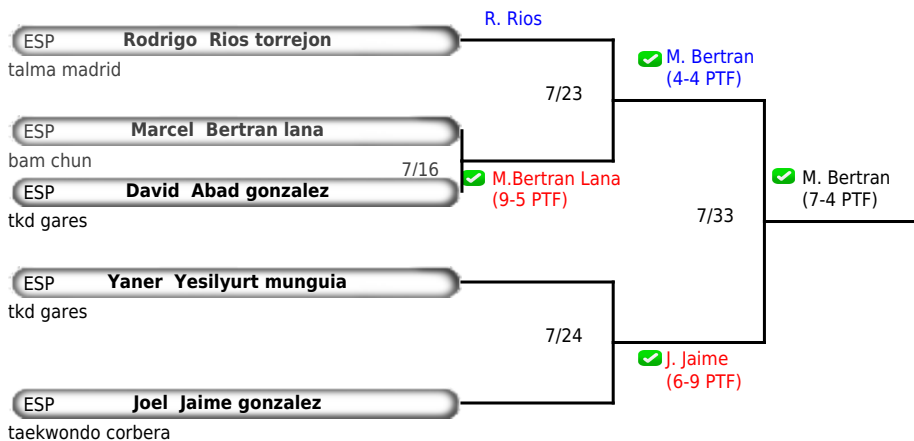 R. Rios
ESP Rodrigo Rios torrejon
talma madrid
M. Bertran
(4-4 PTF)
7/23
ESP Marcel Bertran lana
bam chun
7/16
M.Bertran Lana
(9-5 PTF)
ESP David Abad gonzalez
tkd gares
M. Bertran
(7-4 PTF)
7/33
ESP Yaner Yesilyurt munguia
tkd gares
7/24
J. Jaime
(6-9 PTF)
ESP Joel Jaime gonzalez
taekwondo corbera